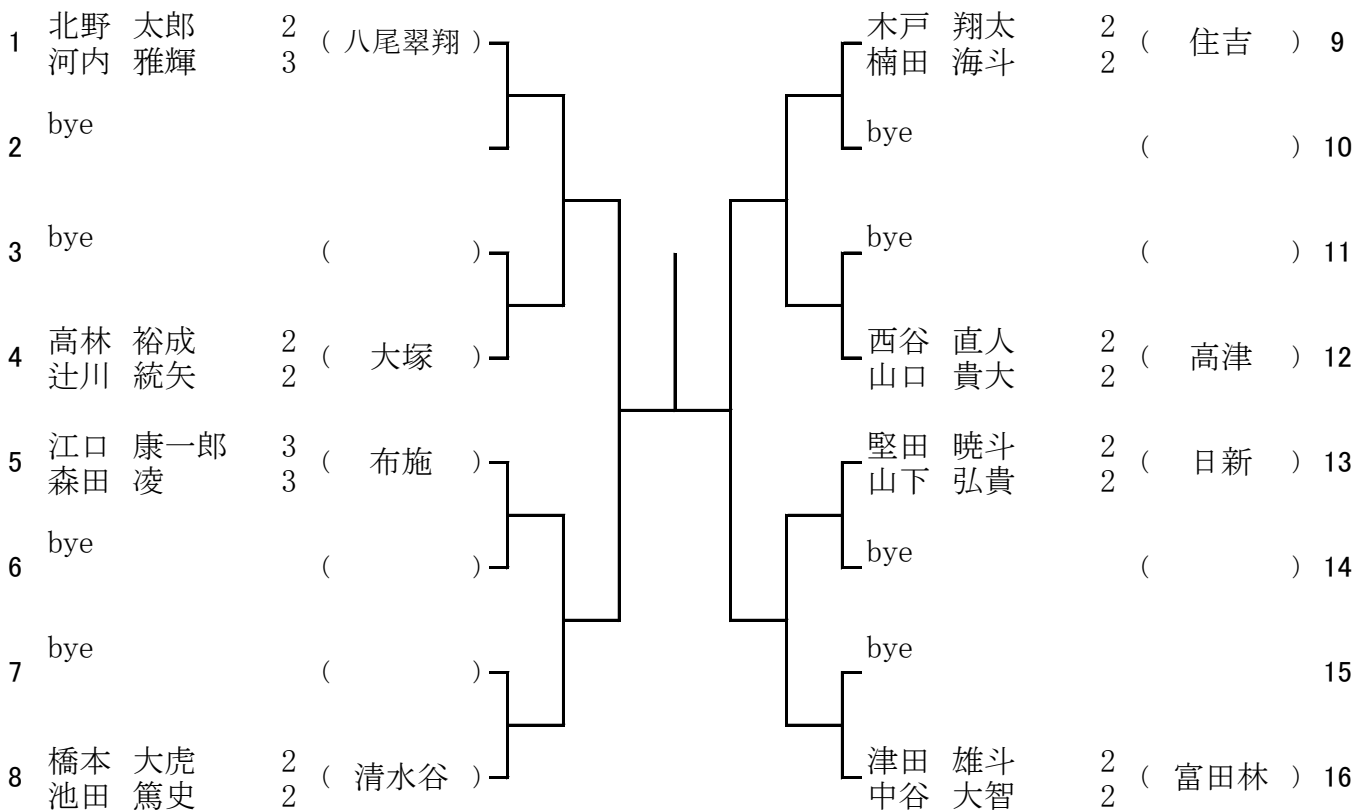 1 北野 太郎 2 ( 八尾翠翔 )
河内 雅輝 3
2 bye
3 bye ( )
4 高林 裕成 2 ( 大塚 )
辻川 統矢 2
5 江口 康一郎 3 ( 布施 )
森田 凌 3
6 bye ( )
7 bye ( )
8 橋本 大虎 2 ( 清水谷 )
池田 篤史 2
木戸 翔太 2 ( 住吉 ) 9
楠田 海斗 2
bye ( ) 10
bye ( ) 11
西谷 直人 2 ( 高津 ) 12
山口 貴大 2
堅田 暁斗 2 ( 日新 ) 13
山下 弘貴 2
bye ( ) 14
bye 15
津田 雄斗 2 ( 富田林 ) 16
中谷 大智 2